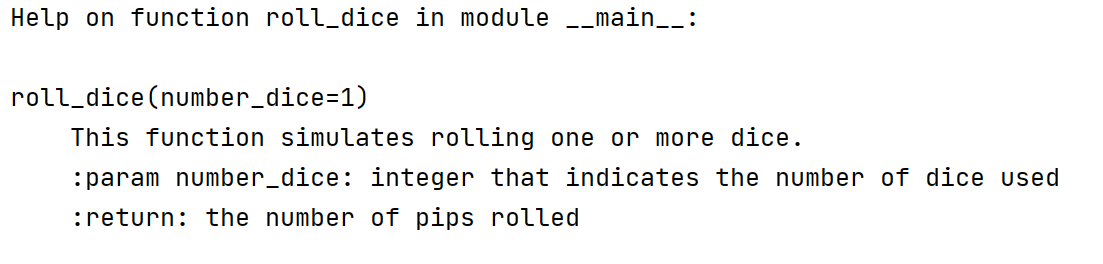 Help on function roll_dice in module __main__:
roll_dice(number_dice=1)
This function simulates rolling one or more dice.
:param number_dice: integer that indicates the number of dice used
:return: the number of pips rolled